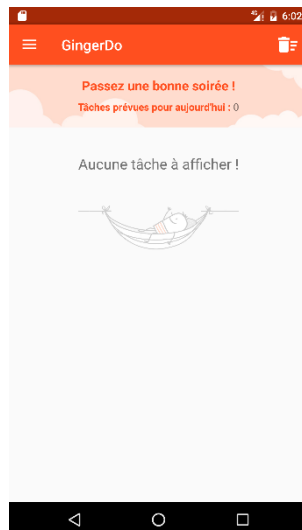 6:02
GingerDo
Passez une bonne soirée !
Tâches prévues pour aujourd'hui : 0
Aucune tâche à afficher !